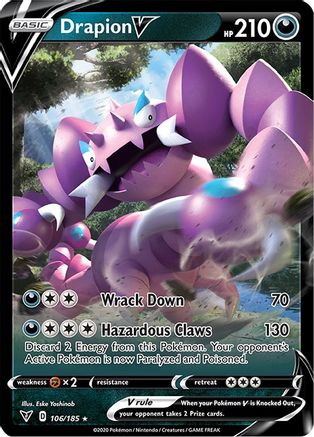 BASIC
Drapion V
HP 210
Wrack Down 70
Hazardous Claws 130
Discard 2 Energy from this Pokémon. Your opponent's
Active Pokémon is now Paralyzed and Poisoned.
weakness ×2 resistance retreat
V rule
When your Pokémon V is Knocked Out,
your opponent takes 2 Prize cards.
Illus. Eske Yoshinob
D 106/185 ★
©2020 Pokémon / Nintendo / Creatures / GAME FREAK